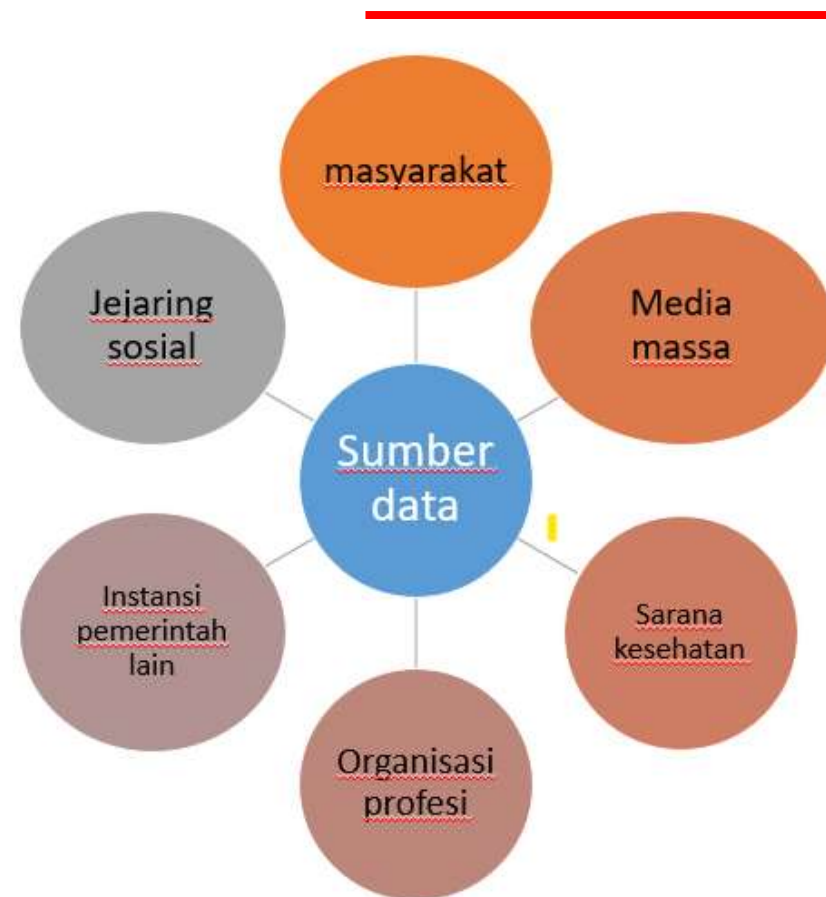 masyarakat
Jejaring
sosial
Media
massa
Sumber
data
Instansi
pemerintah
lain
Sarana
kesehatan
Organisasi
profesi